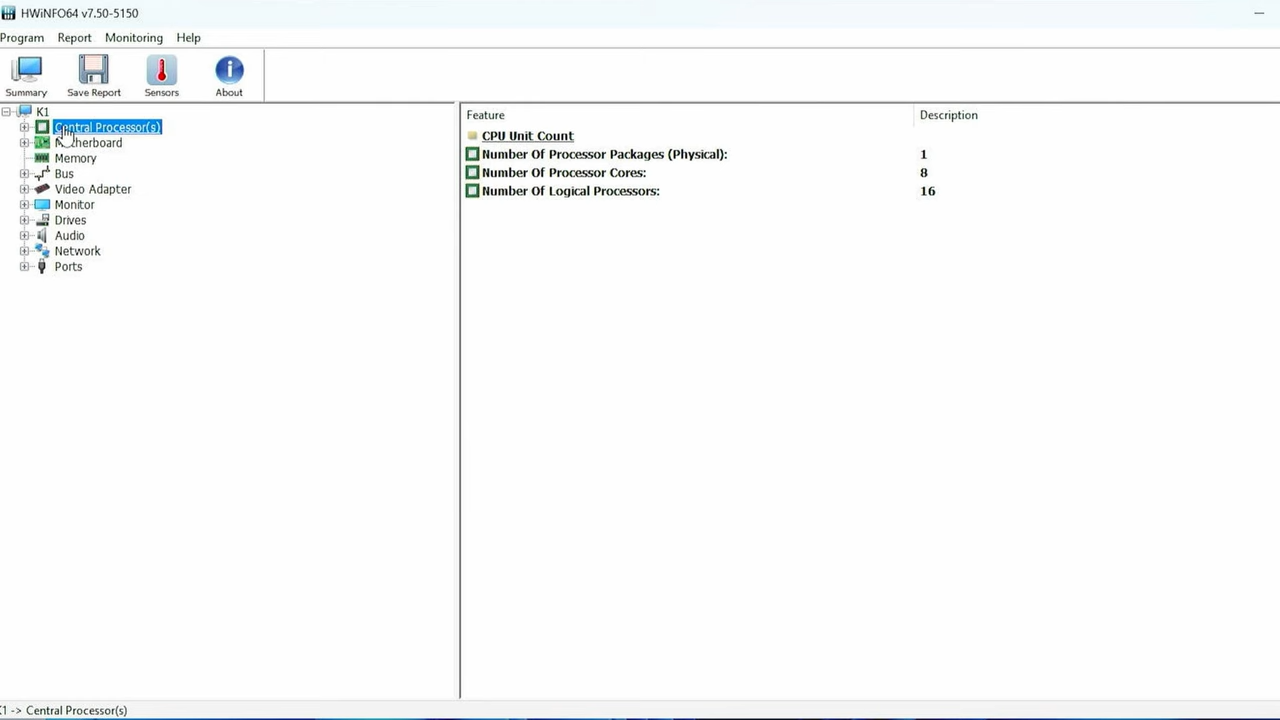 HWiNFO64 v7.50-5150
Program Report Monitoring Help
Summary Save Report Sensors About
K1
Central Processor(s)
Motherboard
Memory
Bus
Video Adapter
Monitor
Drives
Audio
Network
Ports
Feature Description
CPU Unit Count
Number Of Processor Packages (Physical): 1
Number Of Processor Cores: 8
Number Of Logical Processors: 16
K1 -> Central Processor(s)